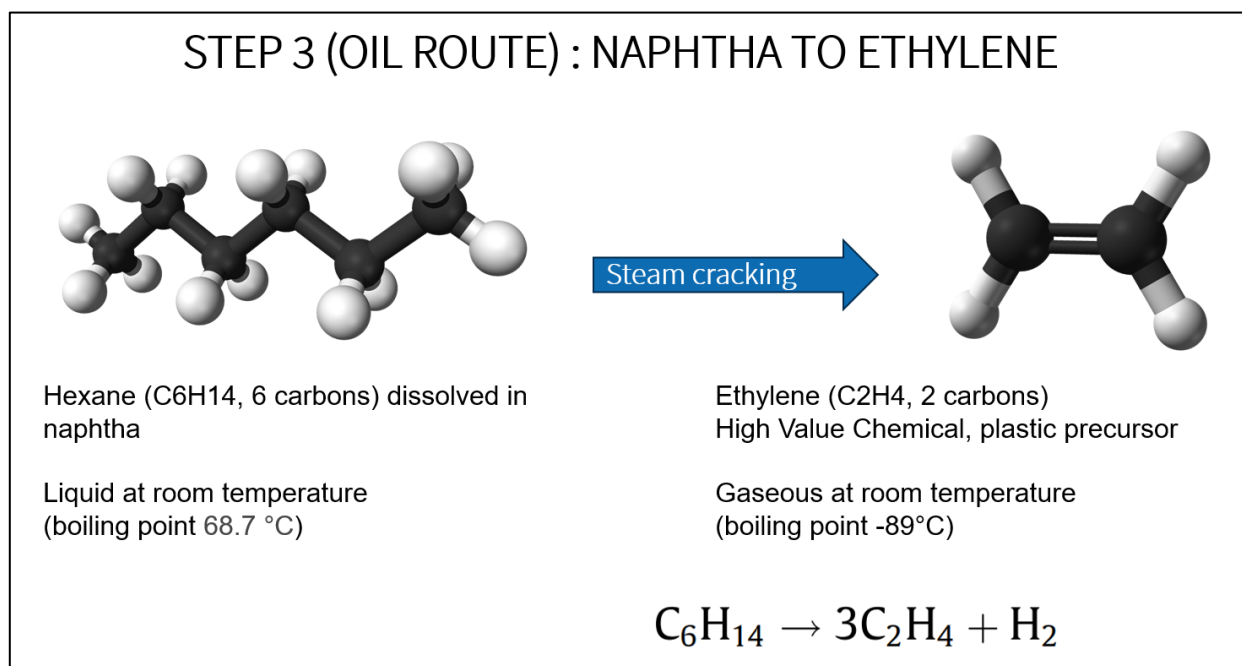 STEP 3 (OIL ROUTE) : NAPHTHA TO ETHYLENE
Steam cracking
Hexane (C6H14, 6 carbons) dissolved in
naphtha
Liquid at room temperature
(boiling point 68.7 °C)
Ethylene (C2H4, 2 carbons)
High Value Chemical, plastic precursor
Gaseous at room temperature
(boiling point -89°C)
C₆H₁₄ → 3C₂H₄ + H₂